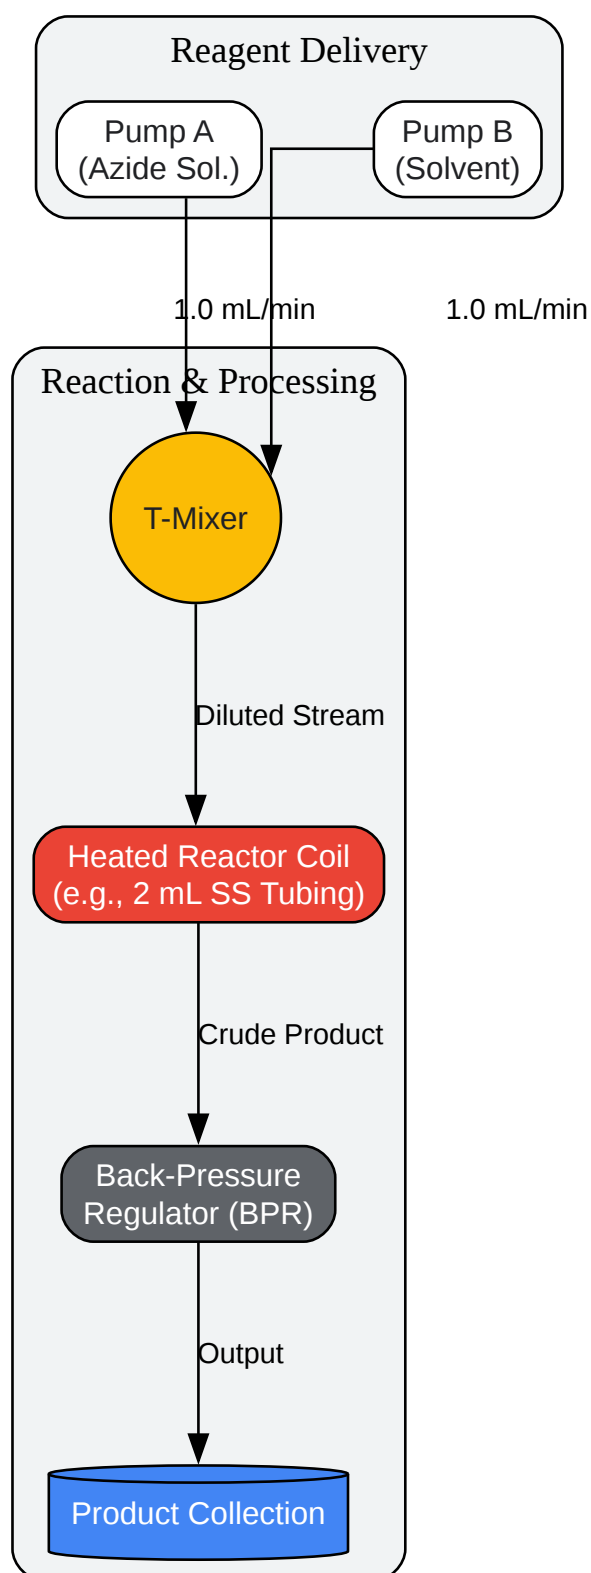 Reagent Delivery
Pump A
(Azide Sol.)
Pump B
(Solvent)
1.0 mL/min
1.0 mL/min
Reaction & Processing
T-Mixer
Diluted Stream
Heated Reactor Coil
(e.g., 2 mL SS Tubing)
Crude Product
Back-Pressure
Regulator (BPR)
Output
Product Collection